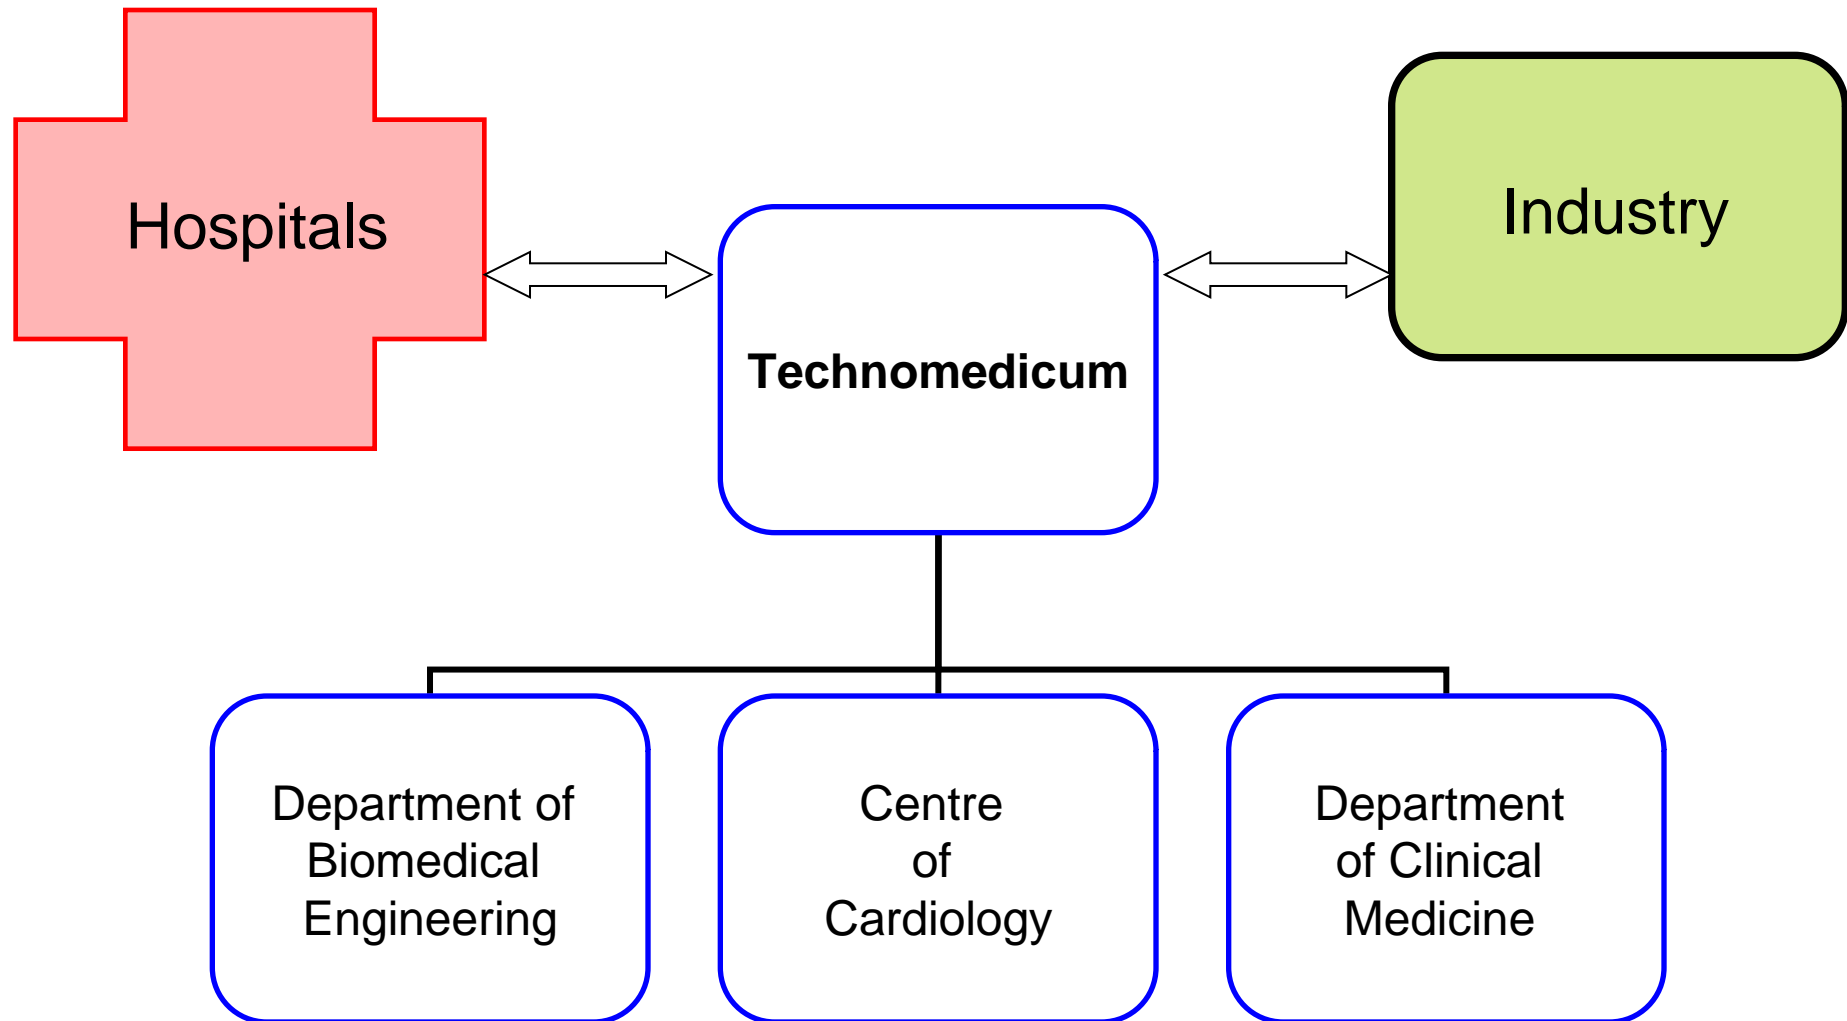 Hospitals
Industry
Technomedicum
Department of
Biomedical
Engineering
Centre
of
Cardiology
Department
of Clinical
Medicine